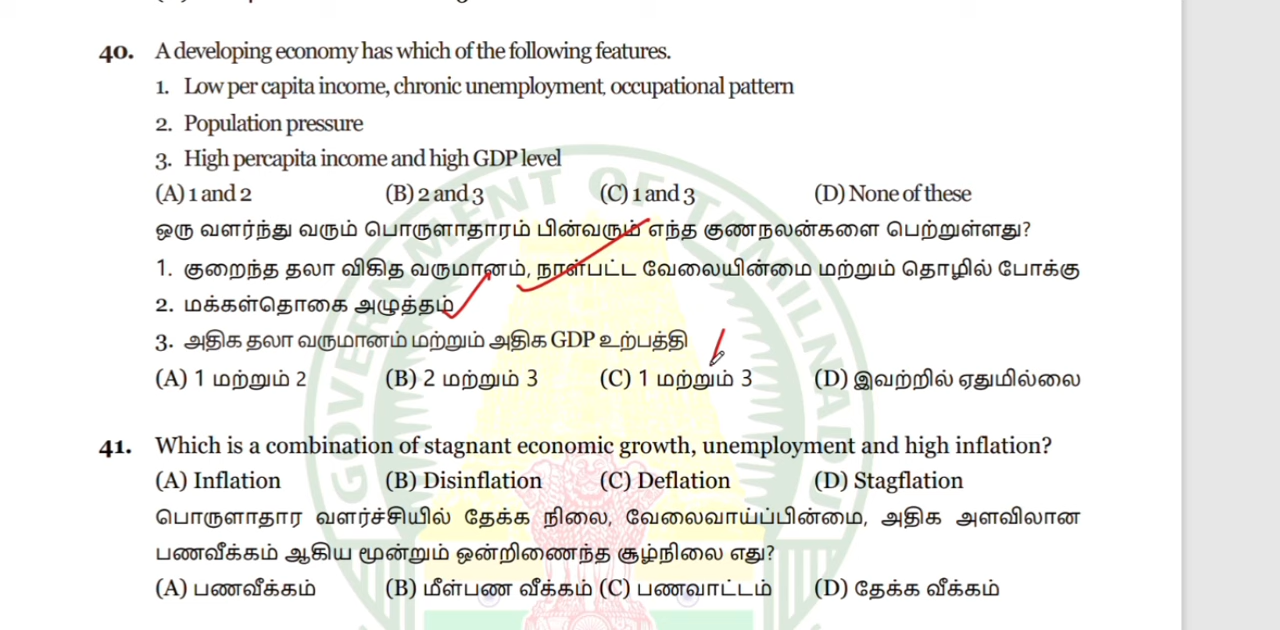 40. A developing economy has which of the following features.
1. Low per capita income, chronic unemployment, occupational pattern
2. Population pressure
3. High percapita income and high GDP level
(A) 1 and 2 (B) 2 and 3 (C) 1 and 3 (D) None of these
ஒரு வளர்ந்து வரும் பொருளாதாரம் பின்வரும் எந்த குணநலன்களை பெற்றுள்ளது?
1. குறைந்த தலா விகித வருமானம், நாள்பட்ட வேலையின்மை மற்றும் தொழில் போக்கு
2. மக்கள்தொகை அழுத்தம்
3. அதிக தலா வருமானம் மற்றும் அதிக GDP உற்பத்தி
(A) 1 மற்றும் 2 (B) 2 மற்றும் 3 (C) 1 மற்றும் 3 (D) இவற்றில் ஏதுமில்லை
41. Which is a combination of stagnant economic growth, unemployment and high inflation?
(A) Inflation (B) Disinflation (C) Deflation (D) Stagflation
பொருளாதார வளர்ச்சியில் தேக்க நிலை, வேலைவாய்ப்பின்மை, அதிக அளவிலான
பணவீக்கம் ஆகிய மூன்றும் ஒன்றிணைந்த சூழ்நிலை எது?
(A) பணவீக்கம் (B) மீள்பண வீக்கம் (C) பணவாட்டம் (D) தேக்க வீக்கம்
GOVERNMENT OF TAMILNADU